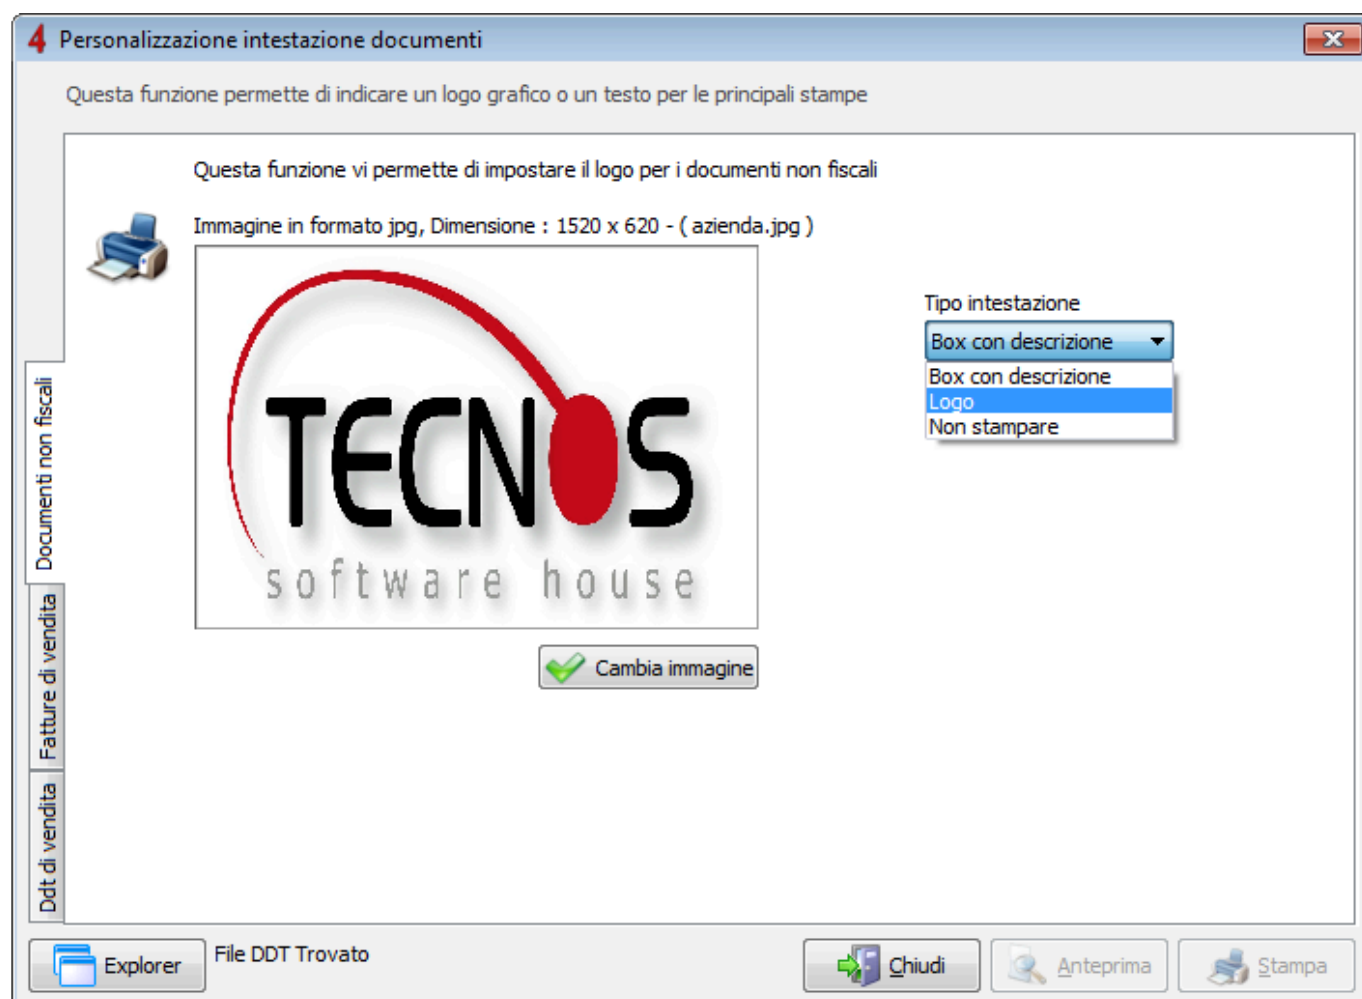 4 Personalizzazione intestazione documenti
Questa funzione permette di indicare un logo grafico o un testo per le principali stampe
Questa funzione vi permette di impostare il logo per i documenti non fiscali
Immagine in formato jpg, Dimensione : 1520 x 620 - ( azienda.jpg )
TECNOS
software house
Cambia immagine
Tipo intestazione
Box con descrizione
Box con descrizione
Logo
Non stampare
Documenti non fiscali
Fatture di vendita
Ddt di vendita
Explorer
File DDT Trovato
Chiudi
Anteprima
Stampa